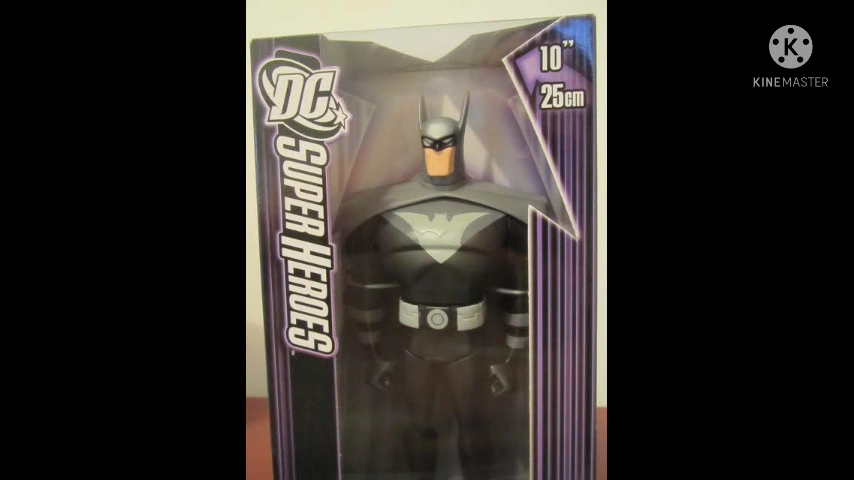 DC
SUPER HEROES
10”
25cm
K
KINEMASTER